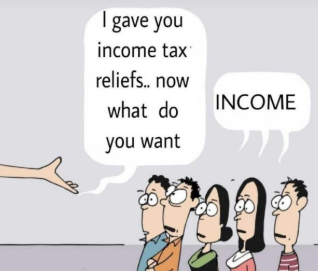 I gave you
income tax
reliefs.. now
what do
you want
INCOME